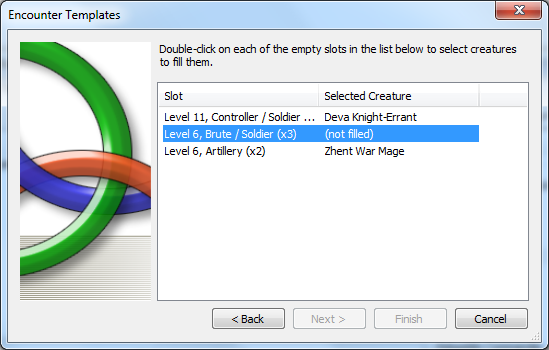 Encounter Templates
Double-click on each of the empty slots in the list below to select creatures
to fill them.
Slot Selected Creature
Level 11, Controller / Soldier ... Deva Knight-Errant
Level 6, Brute / Soldier (x3) (not filled)
Level 6, Artillery (x2) Zhent War Mage
< Back Next > Finish Cancel